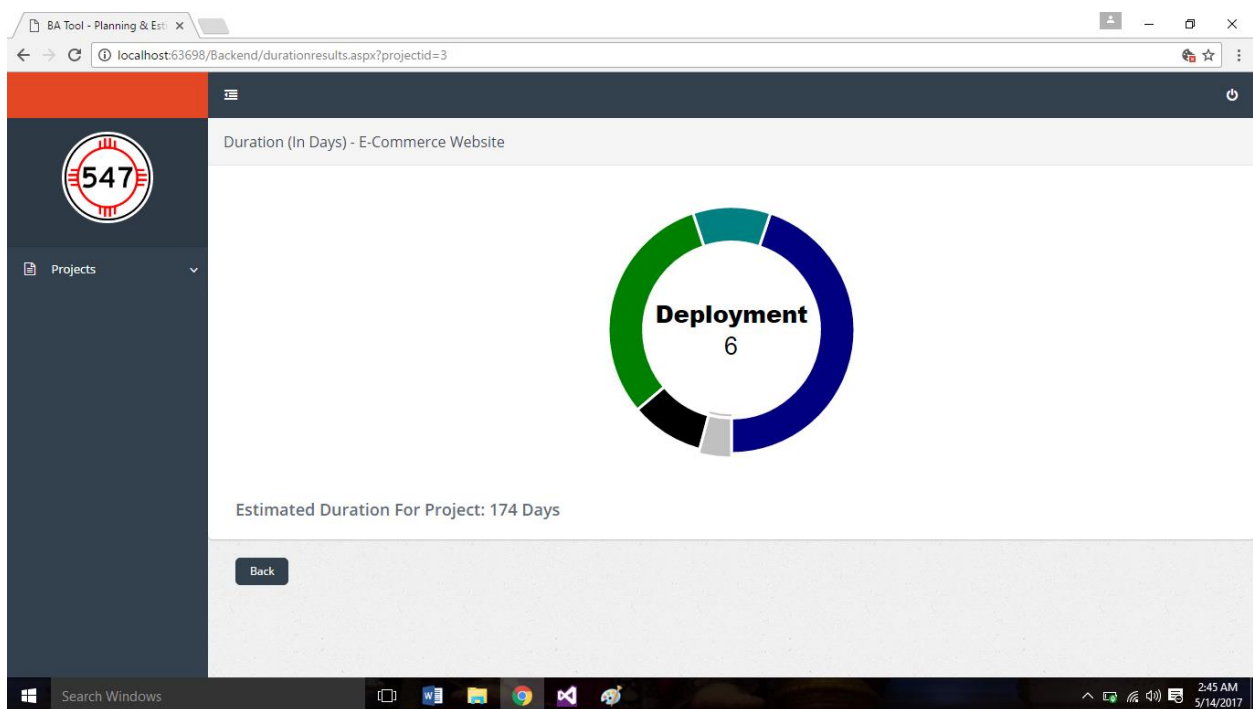 BA Tool - Planning & Esti
localhost:63698/Backend/durationresults.aspx?projectid=3
547
Duration (In Days) - E-Commerce Website
Projects
Deployment
6
Estimated Duration For Project: 174 Days
Back
Search Windows
2:45 AM
5/14/2017